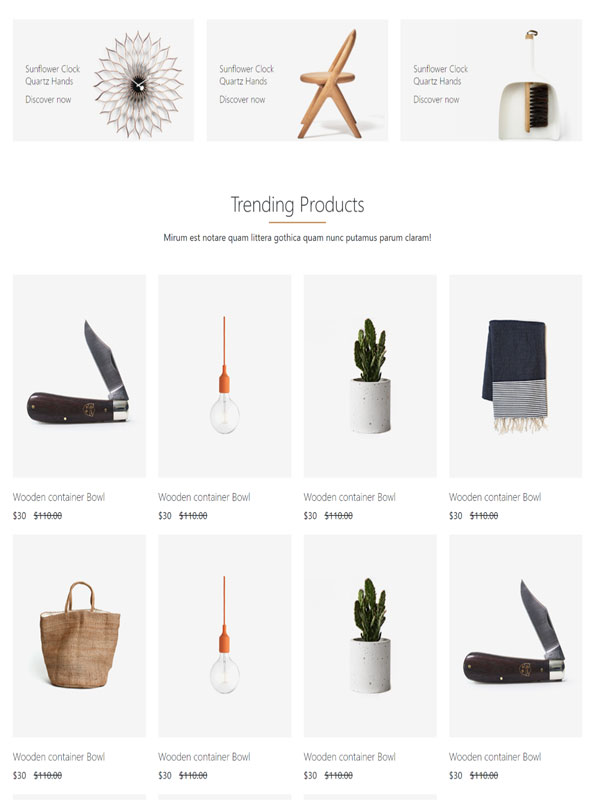 Sunflower Clock
Quartz Hands
Discover now
Sunflower Clock
Quartz Hands
Discover now
Sunflower Clock
Quartz Hands
Discover now
Trending Products
Mirum est notare quam littera gothica quam nunc putamus parum claram!
Wooden container Bowl
$30 $110.00
Wooden container Bowl
$30 $110.00
Wooden container Bowl
$30 $110.00
Wooden container Bowl
$30 $110.00
Wooden container Bowl
$30 $110.00
Wooden container Bowl
$30 $110.00
Wooden container Bowl
$30 $110.00
Wooden container Bowl
$30 $110.00